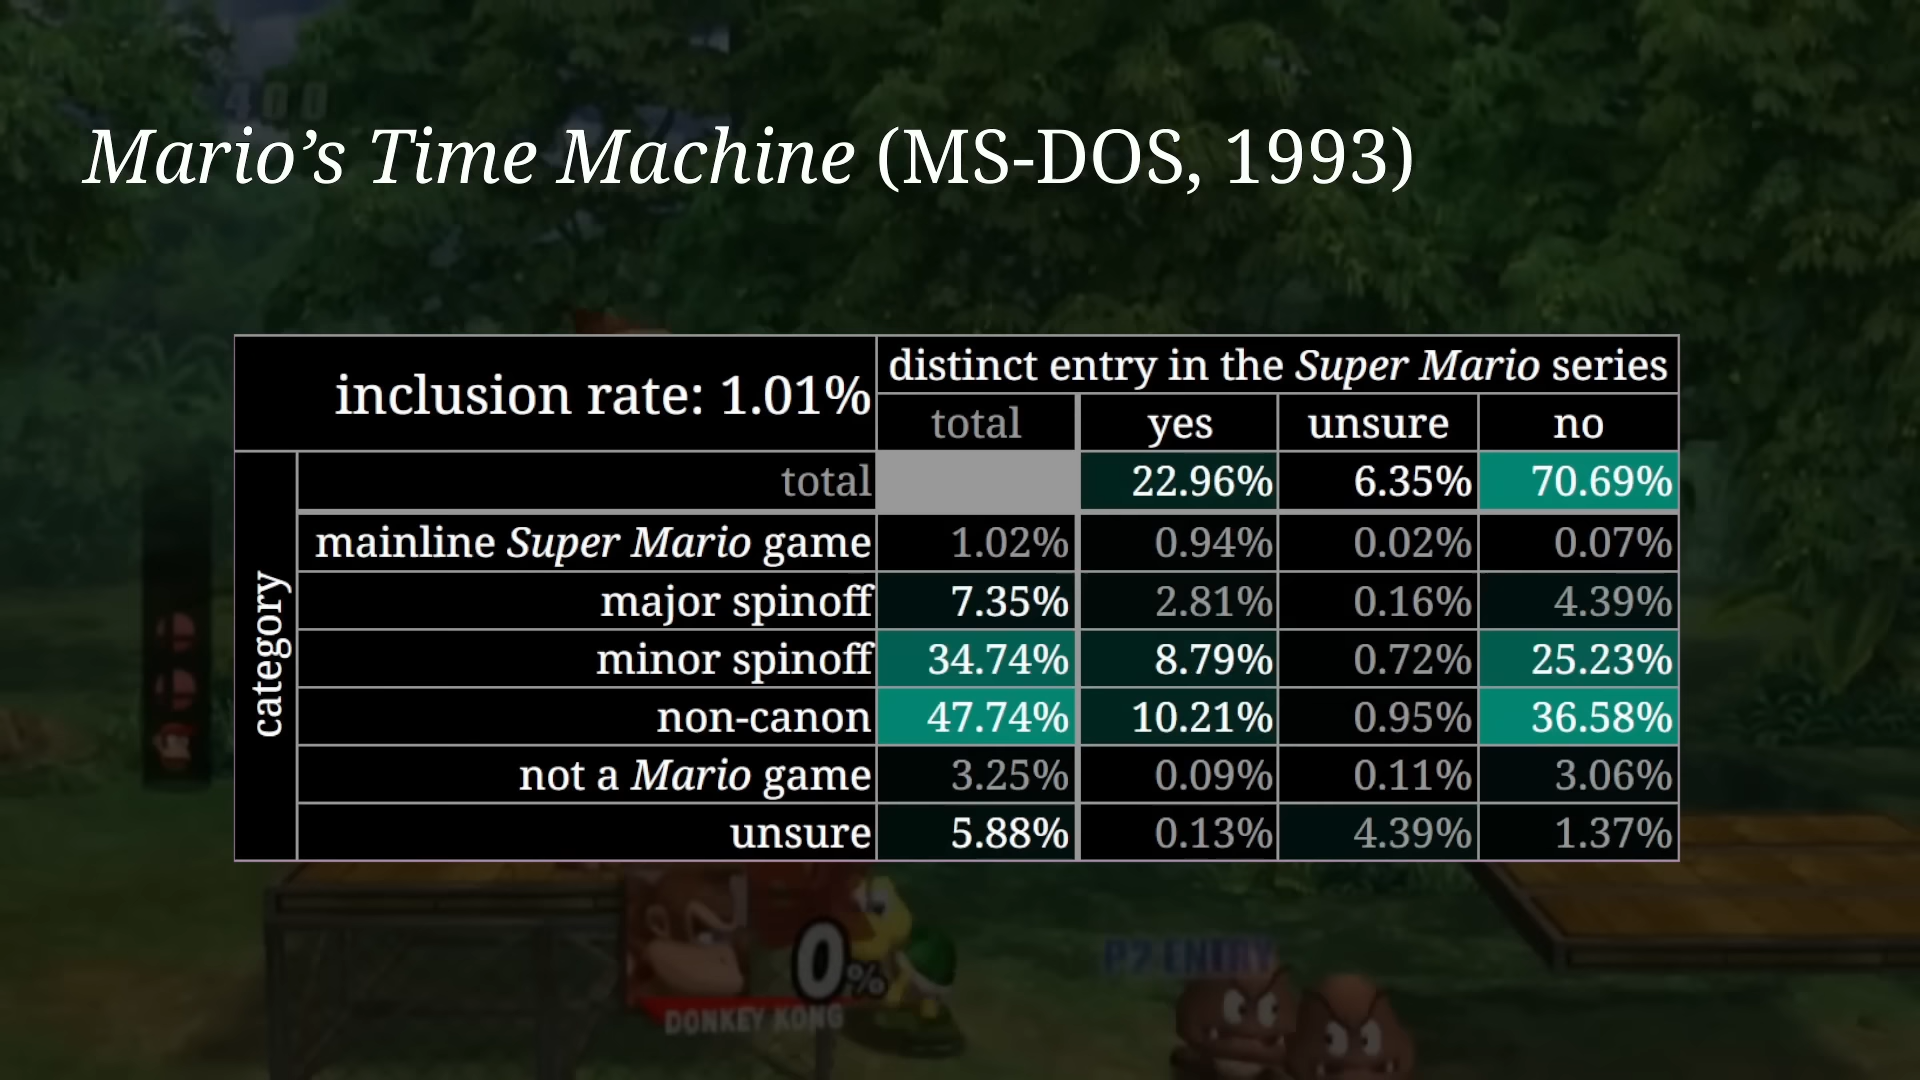 400
Mario’s Time Machine (MS-DOS, 1993)
inclusion rate: 1.01%
distinct entry in the Super Mario series
total yes unsure no
category
total 22.96% 6.35% 70.69%
mainline Super Mario game 1.02% 0.94% 0.02% 0.07%
major spinoff 7.35% 2.81% 0.16% 4.39%
minor spinoff 34.74% 8.79% 0.72% 25.23%
non-canon 47.74% 10.21% 0.95% 36.58%
not a Mario game 3.25% 0.09% 0.11% 3.06%
unsure 5.88% 0.13% 4.39% 1.37%
0%
DONKEY KONG
P2 ENTRY